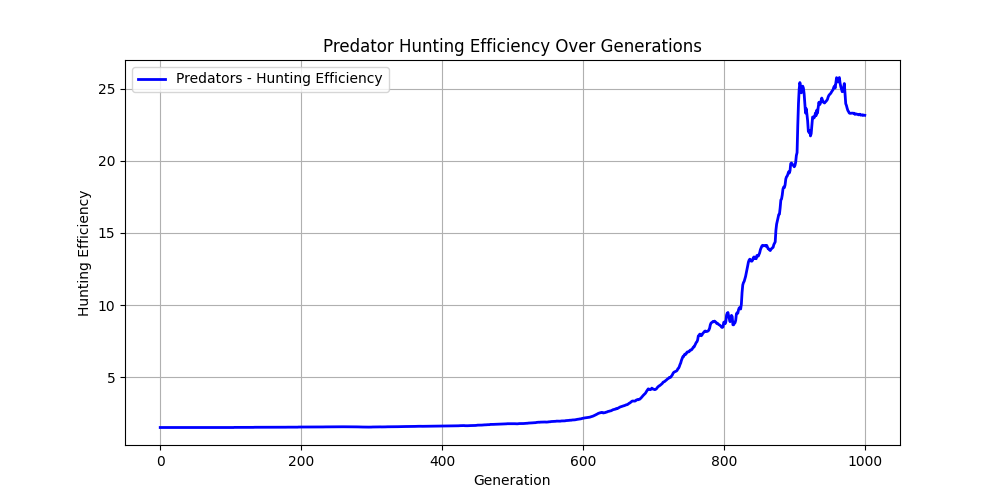 Predator Hunting Efficiency Over Generations
Predators - Hunting Efficiency
25
20
15
10
5
Hunting Efficiency
0 200 400 600 800 1000
Generation